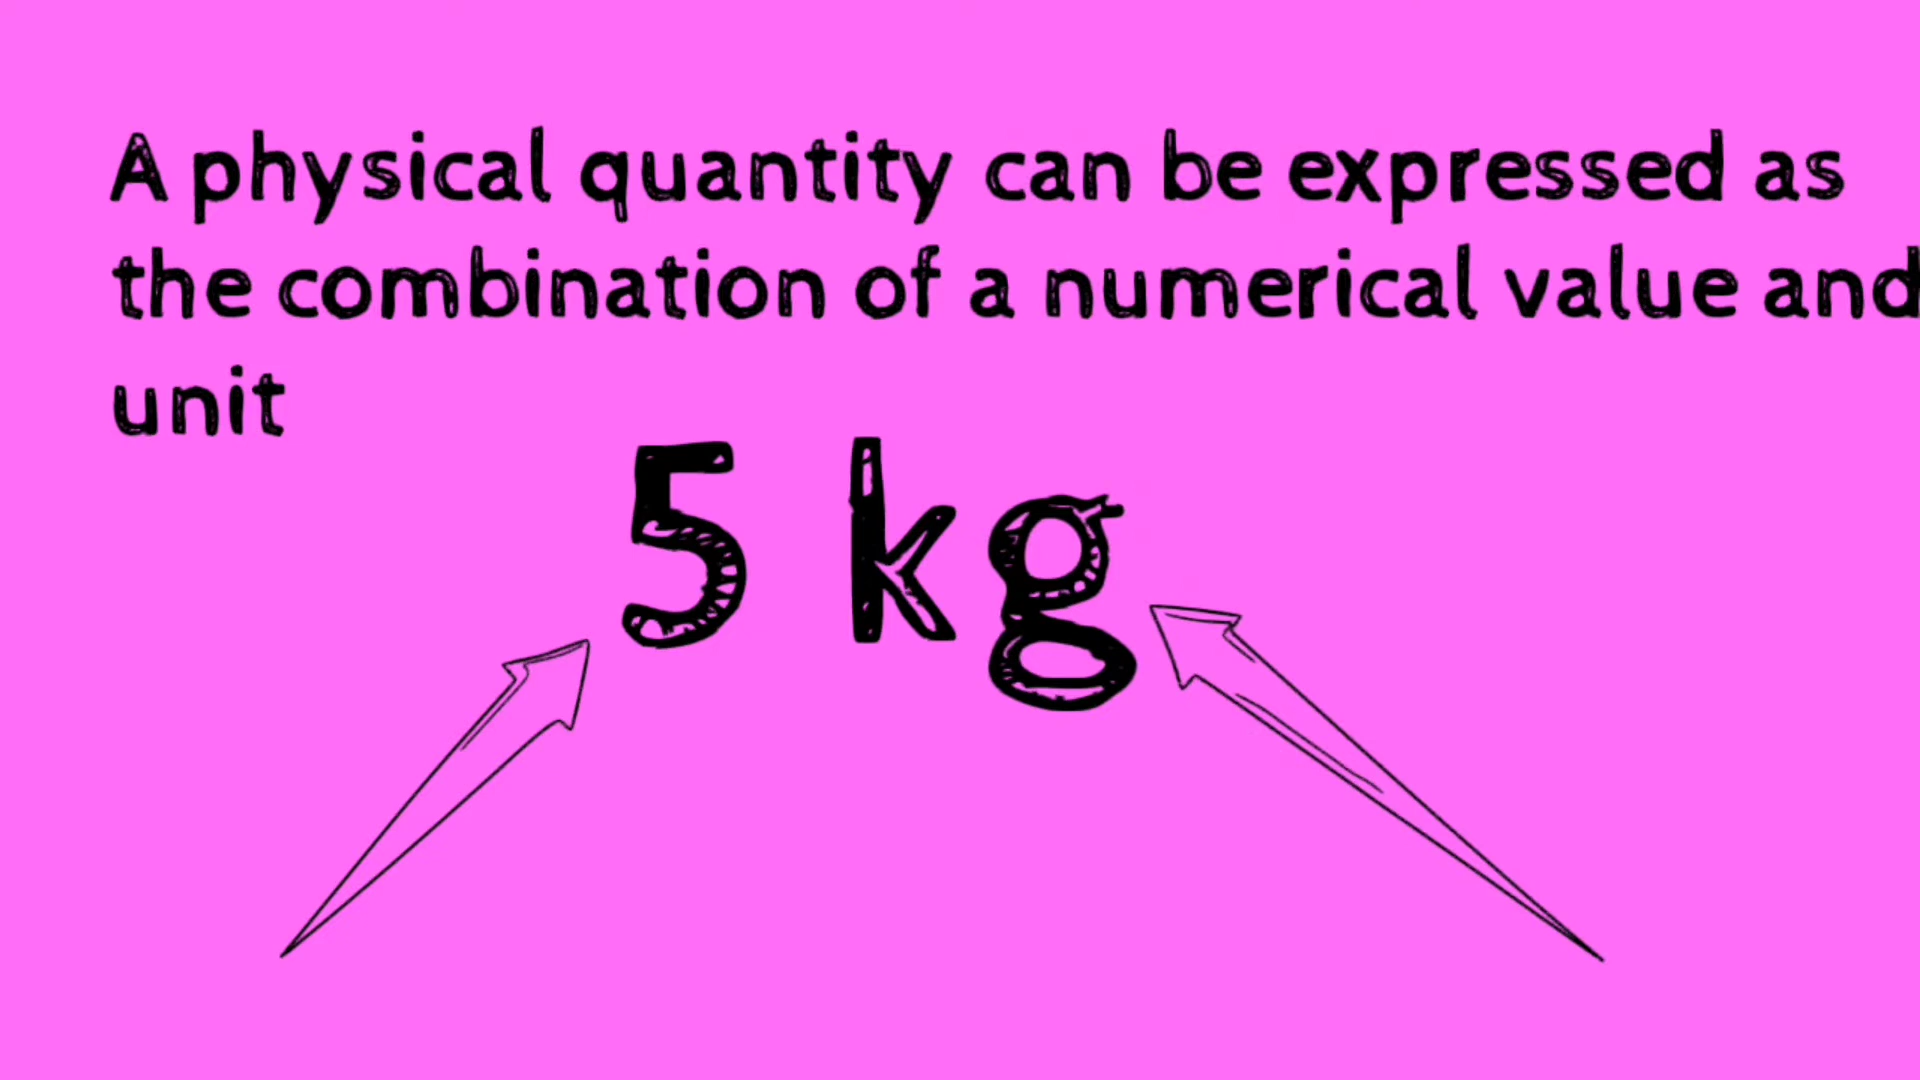 A physical quantity can be expressed as
the combination of a numerical value and
unit
5 kg